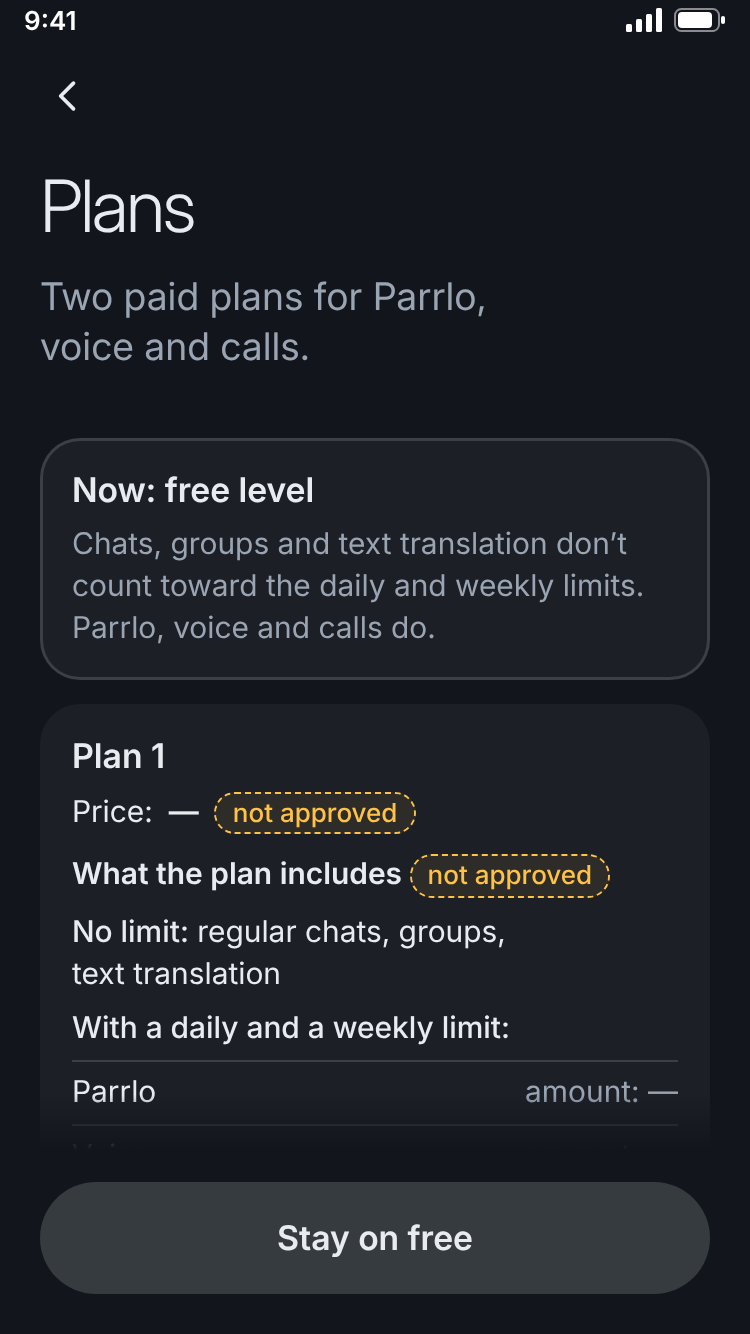 9:41
Plans
Two paid plans for Parrlo,
voice and calls.
Now: free level
Chats, groups and text translation don’t
count toward the daily and weekly limits.
Parrlo, voice and calls do.
Plan 1
Price: — not approved
What the plan includes not approved
No limit: regular chats, groups,
text translation
With a daily and a weekly limit:
Parrlo amount: —
Stay on free